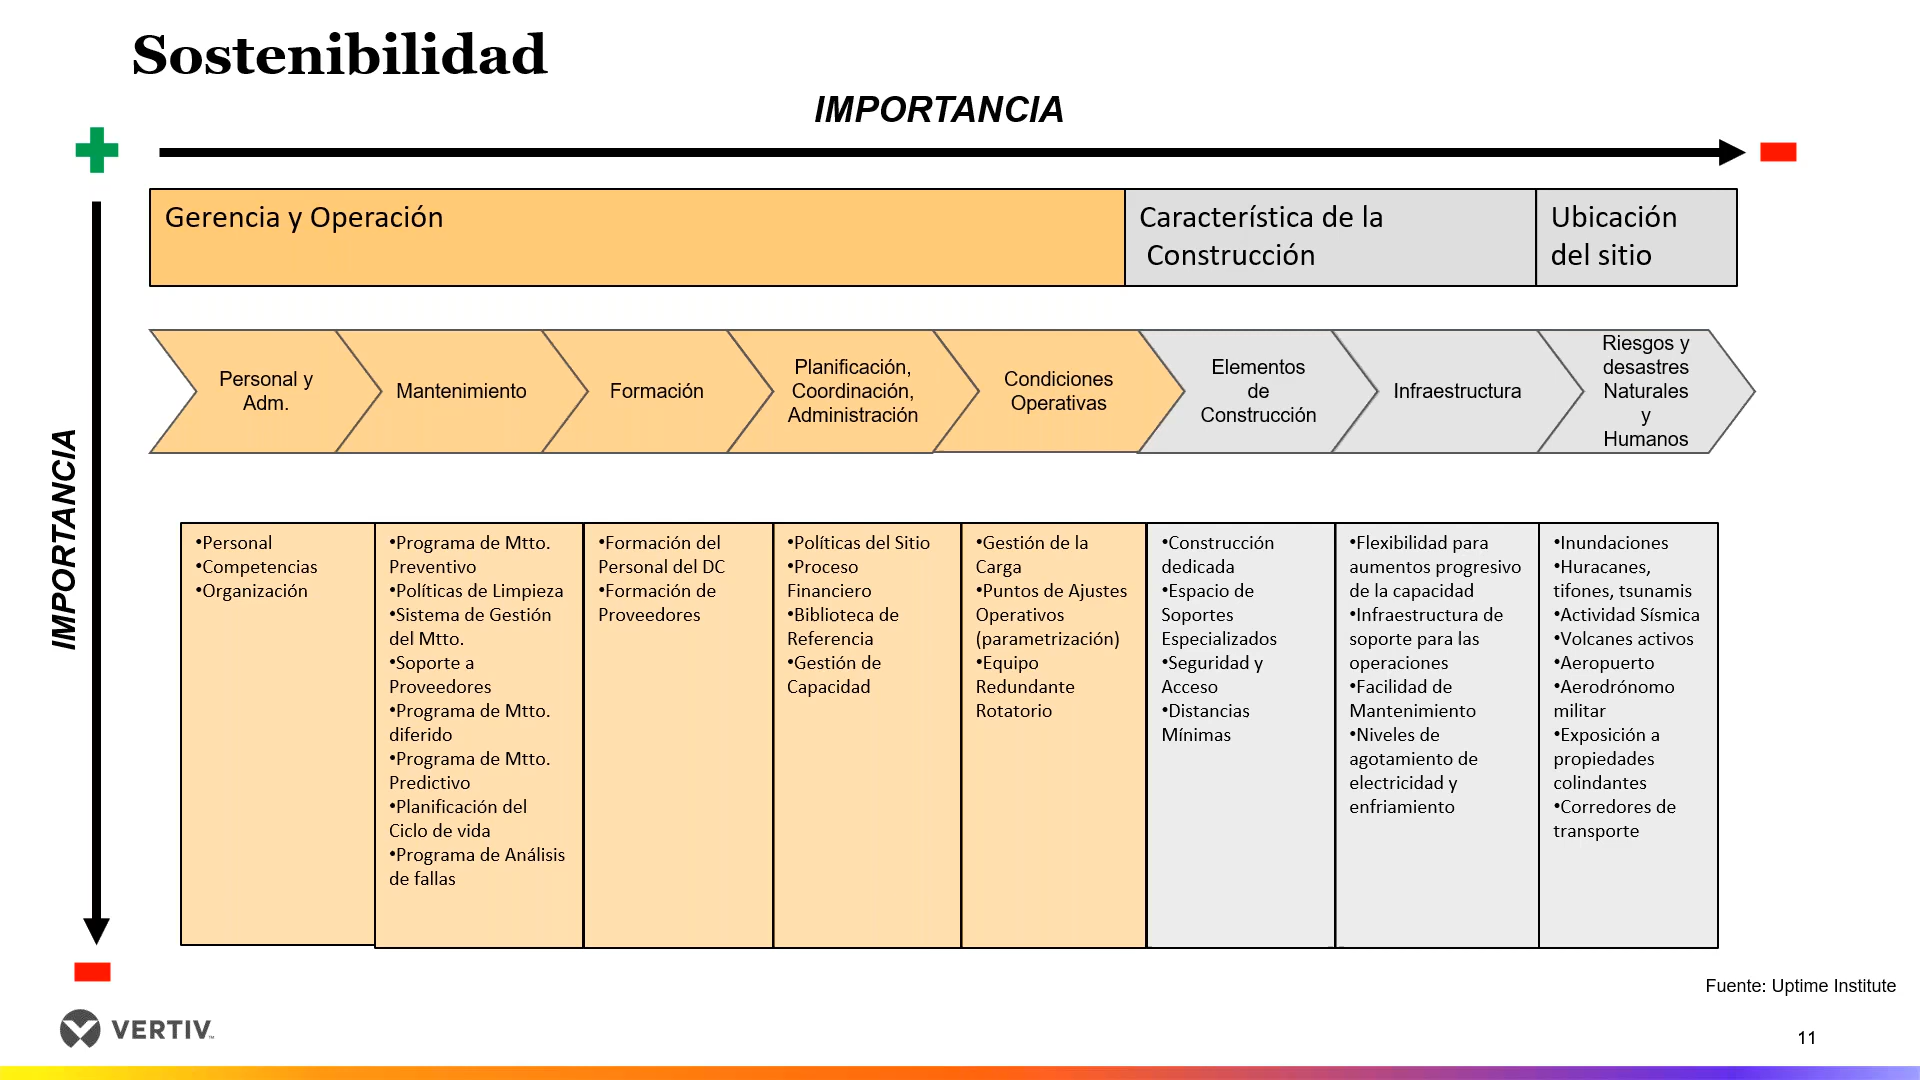 Sostenibilidad
IMPORTANCIA
Gerencia y Operación
Característica de la
Construcción
Ubicación
del sitio
Personal y
Adm.
Mantenimiento
Formación
Planificación,
Coordinación,
Administración
Condiciones
Operativas
Elementos
de
Construcción
Infraestructura
Riesgos y
desastres
Naturales
y
Humanos
IMPORTANCIA
•Personal
•Competencias
•Organización
•Programa de Mtto.
Preventivo
•Políticas de Limpieza
•Sistema de Gestión
del Mtto.
•Soporte a
Proveedores
•Programa de Mtto.
diferido
•Programa de Mtto.
Predictivo
•Planificación del
Ciclo de vida
•Programa de Análisis
de fallas
•Formación del
Personal del DC
•Formación de
Proveedores
•Políticas del Sitio
•Proceso
Financiero
•Biblioteca de
Referencia
•Gestión de
Capacidad
•Gestión de la
Carga
•Puntos de Ajustes
Operativos
(parametrización)
•Equipo
Redundante
Rotatorio
•Construcción
dedicada
•Espacio de
Soportes
Especializados
•Seguridad y
Acceso
•Distancias
Mínimas
•Flexibilidad para
aumentos progresivo
de la capacidad
•Infraestructura de
soporte para las
operaciones
•Facilidad de
Mantenimiento
•Niveles de
agotamiento de
electricidad y
enfriamiento
•Inundaciones
•Huracanes,
tifones, tsunamis
•Actividad Sísmica
•Volcanes activos
•Aeropuerto
•Aerodrónomo
militar
•Exposición a
propiedades
colindantes
•Corredores de
transporte
Fuente: Uptime Institute
VERTIV™
11